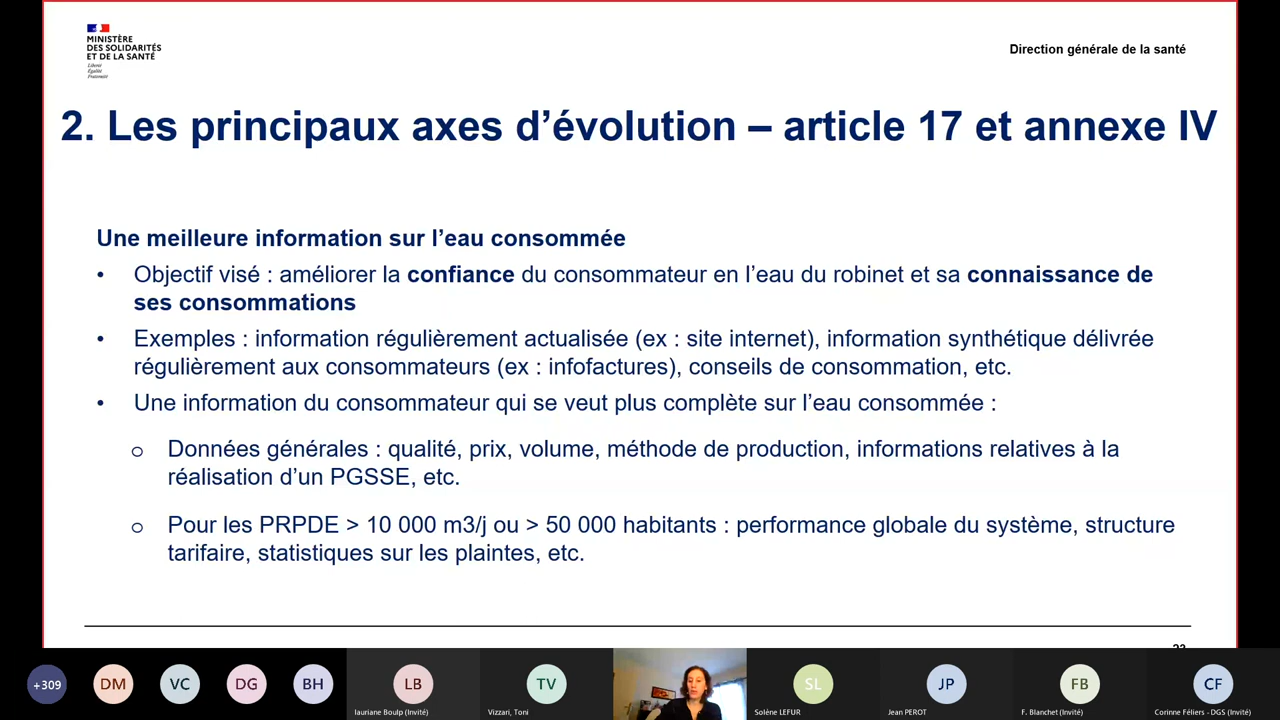 MINISTÈRE
DES SOLIDARITÉS
ET DE LA SANTÉ
Liberté
Égalité
Fraternité
Direction générale de la santé
2. Les principaux axes d’évolution – article 17 et annexe IV
Une meilleure information sur l’eau consommée
• Objectif visé : améliorer la confiance du consommateur en l’eau du robinet et sa connaissance de
ses consommations
• Exemples : information régulièrement actualisée (ex : site internet), information synthétique délivrée
régulièrement aux consommateurs (ex : infofactures), conseils de consommation, etc.
• Une information du consommateur qui se veut plus complète sur l’eau consommée :
o Données générales : qualité, prix, volume, méthode de production, informations relatives à la
réalisation d’un PGSSE, etc.
o Pour les PRPDE > 10 000 m3/j ou > 50 000 habitants : performance globale du système, structure
tarifaire, statistiques sur les plaintes, etc.
+309
DM
VC
DG
BH
LB
TV
SL
JP
FB
CF
lauriane Boulp (Invité)
Vizzari, Toni
Solène LEFUR
Jean PEROT
F. Blanchet (Invité)
Corinne Féliers - DGS (Invité)